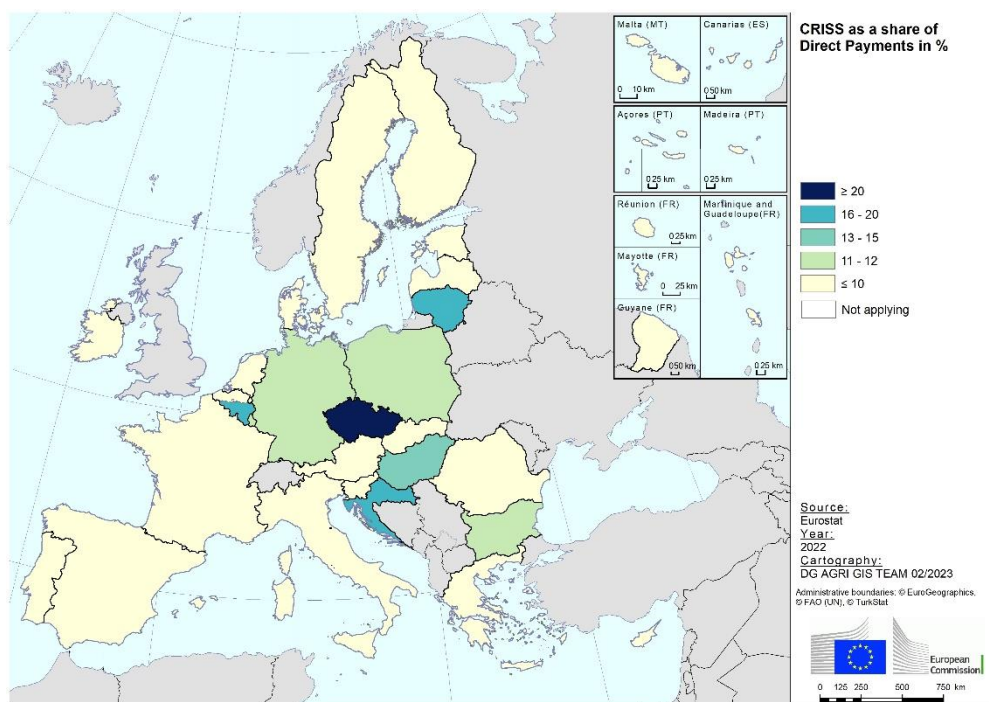 Malta (MT)
0 10 km
Canarias (ES)
0 50 km
Açores (PT)
0 25 km
Madeira (PT)
0 25 km
Réunion (FR)
0 25 km
Martinique and
Guadeloupe(FR)
0 25 km
Mayotte (FR)
0 25 km
Guyane (FR)
0 50 km
CRISS as a share of
Direct Payments in %
≥ 20
16 - 20
13 - 15
11 - 12
≤ 10
Not applying
Source:
Eurostat
Year:
2022
Cartography:
DG AGRI GIS TEAM 02/2023
Administrative boundaries: © EuroGeographics,
© FAO (UN), © TurkStat
European
Commission
0 125 250 500 750 km